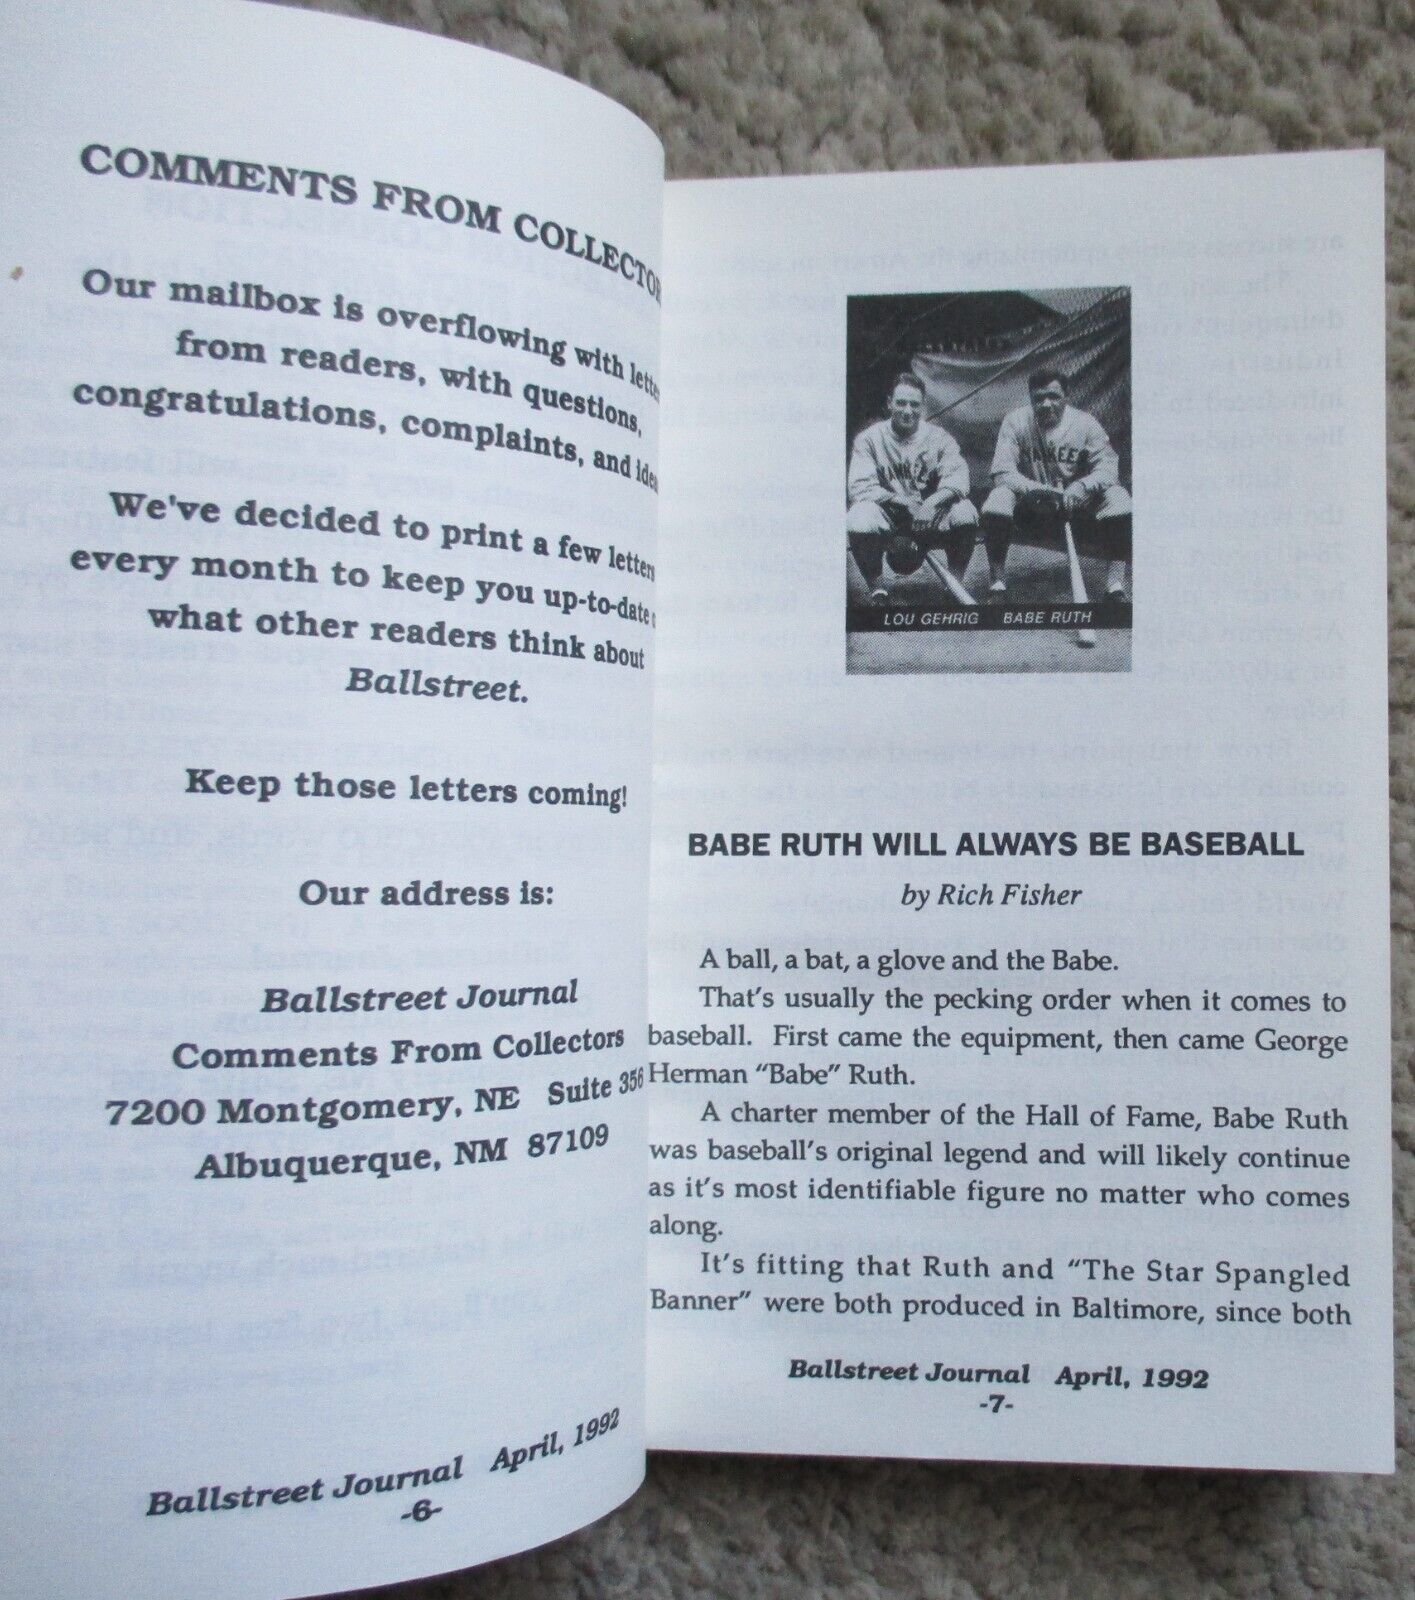 COMMENTS FROM COLLECTOR
Our mailbox is overflowing with lette
from readers, with questions,
congratulations, complaints, and idea
We've decided to print a few letters
every month to keep you up-to-date
what other readers think about
Ballstreet.
Keep those letters coming!
Our address is:
Ballstreet Journal
Comments From Collectors
7200 Montgomery, NE Suite 356
Albuquerque, NM 87109
Ballstreet Journal April, 1992
-6-
YANKEES
LOU GEHRIG BABE RUTH
BABE RUTH WILL ALWAYS BE BASEBALL
by Rich Fisher
A ball, a bat, a glove and the Babe.
That's usually the pecking order when it comes to
baseball. First came the equipment, then came George
Herman "Babe" Ruth.
A charter member of the Hall of Fame, Babe Ruth
was baseball's original legend and will likely continue
as it's most identifiable figure no matter who comes
along.
It's fitting that Ruth and "The Star Spangled
Banner" were both produced in Baltimore, since both
Ballstreet Journal April, 1992
-7-